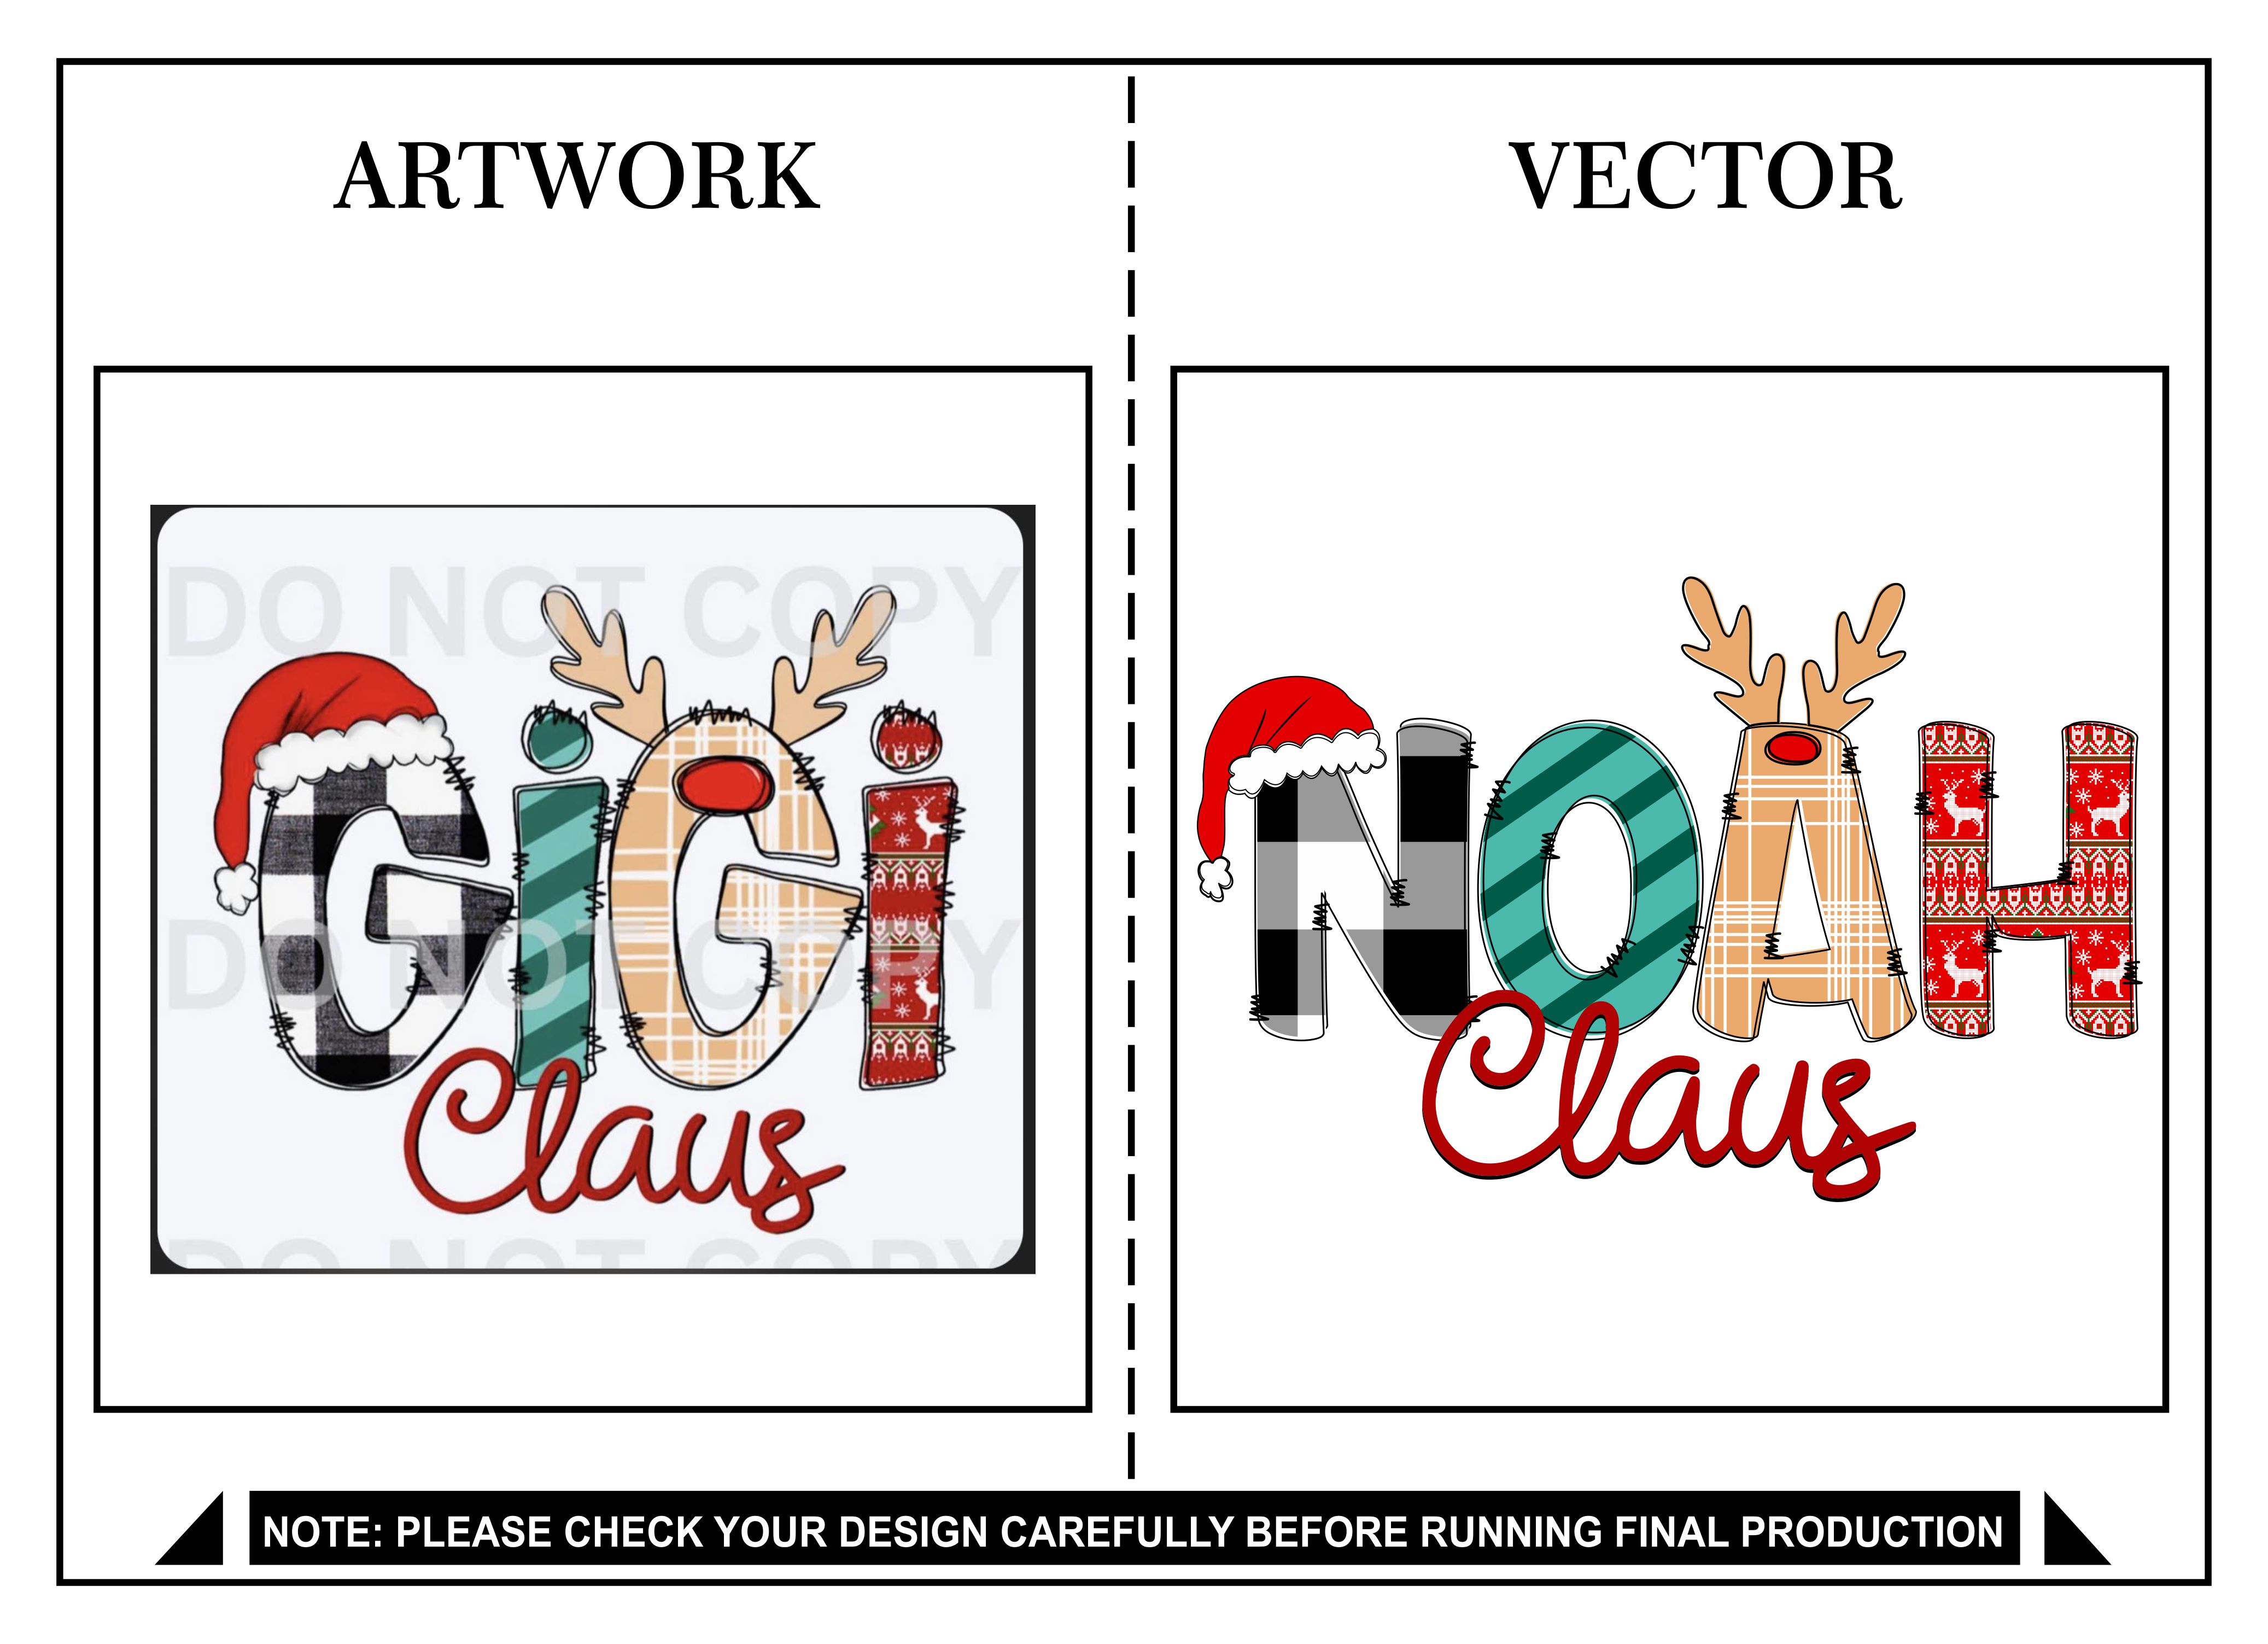 ARTWORK
VECTOR
DO NOT COPY
GiGi
DO NOT COPY
Claus
DO NOT COPY
NOAH
Claus
NOTE: PLEASE CHECK YOUR DESIGN CAREFULLY BEFORE RUNNING FINAL PRODUCTION